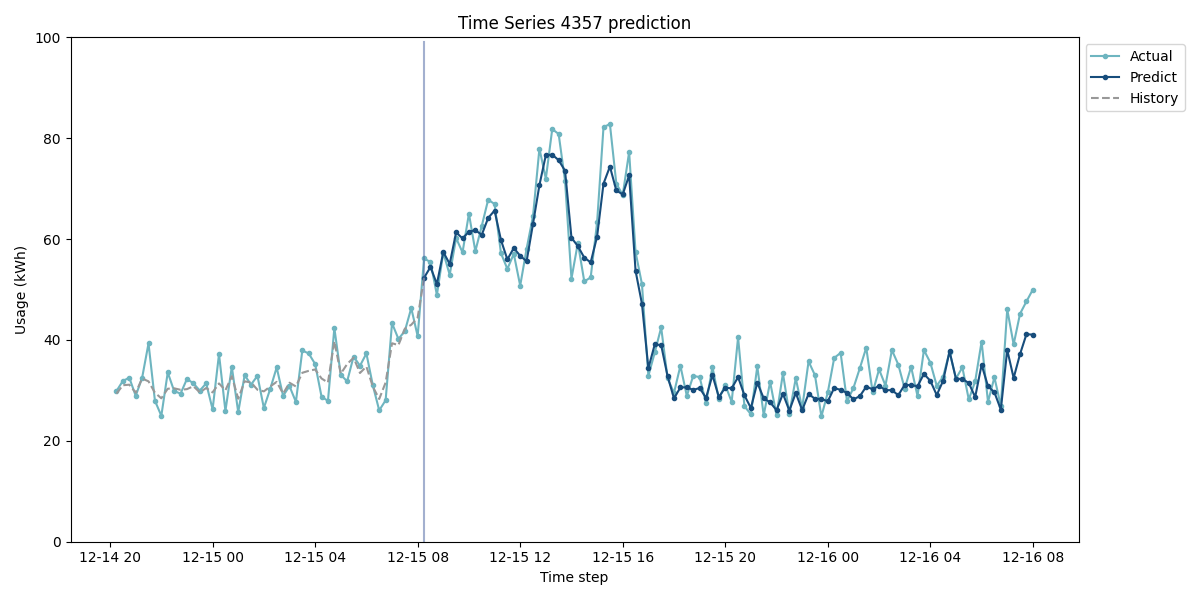 Time Series 4357 prediction
100
80
60
40
20
0
Usage (kWh)
12-14 20
12-15 00
12-15 04
12-15 08
12-15 12
12-15 16
12-15 20
12-16 00
12-16 04
12-16 08
Time step
Actual
Predict
History